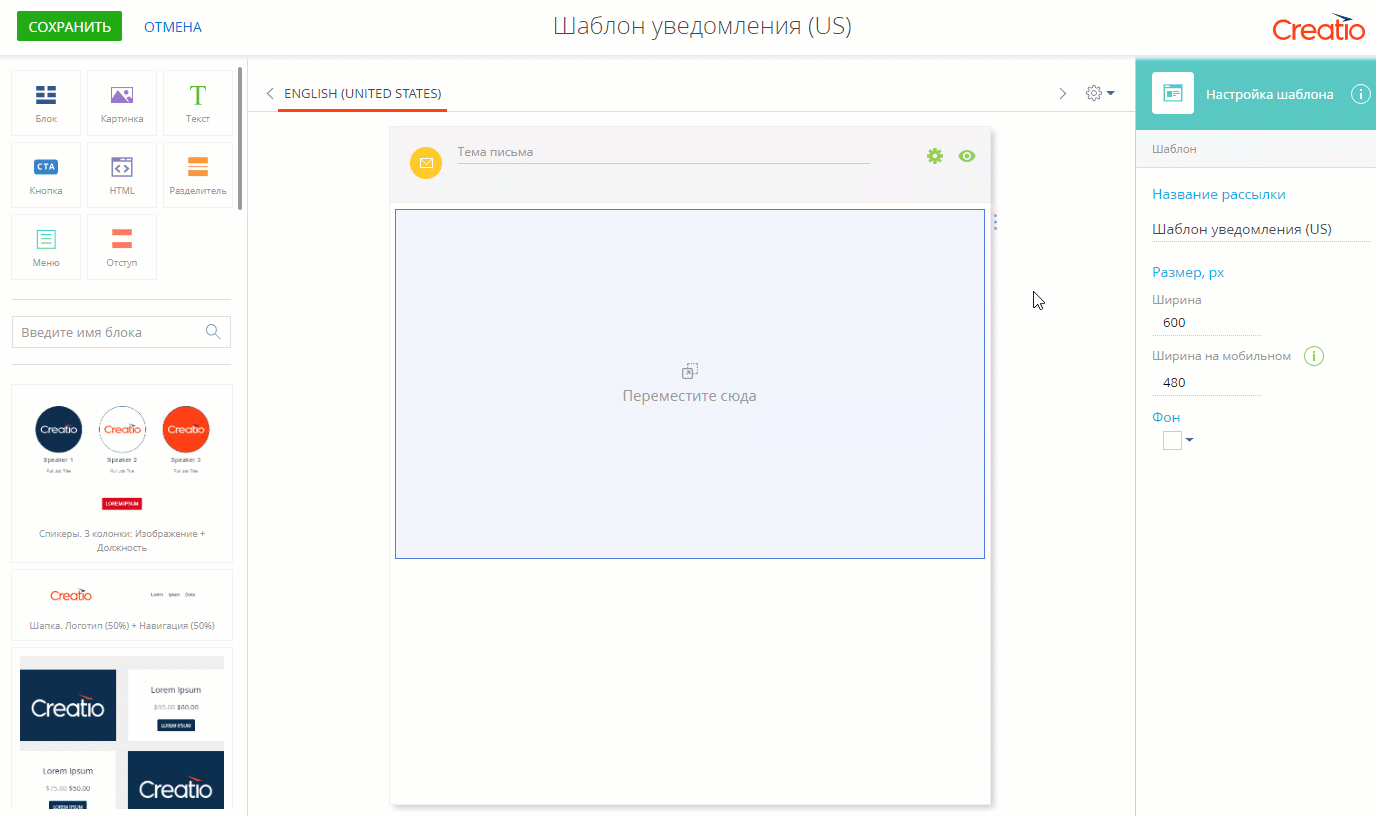 СОХРАНИТЬ
ОТМЕНА
Шаблон уведомления (US)
Creatio
Блок
Картинка
Текст
T
CTA
Кнопка
HTML
Разделитель
Меню
Отступ
Введите имя блока
Creatio
Creatio
Creatio
Speaker 1
Speaker 2
Speaker 3
Full Job Title
Full Job Title
Full Job Title
LOREM IPSUM
Спикеры. 3 колонки: Изображение +
Должность
Creatio
Lorem Ipsum Dolor
Шапка. Логотип (50%) + Навигация (50%)
Creatio
Lorem Ipsum
$95.00 $60.00
LOREM IPSUM
Lorem Ipsum
$75.00 $50.00
LOREM IPSUM
Creatio
ENGLISH (UNITED STATES)
Тема письма
Переместите сюда
Настройка шаблона
i
Шаблон
Название рассылки
Шаблон уведомления (US)
Размер, px
Ширина
600
Ширина на мобильном
i
480
Фон